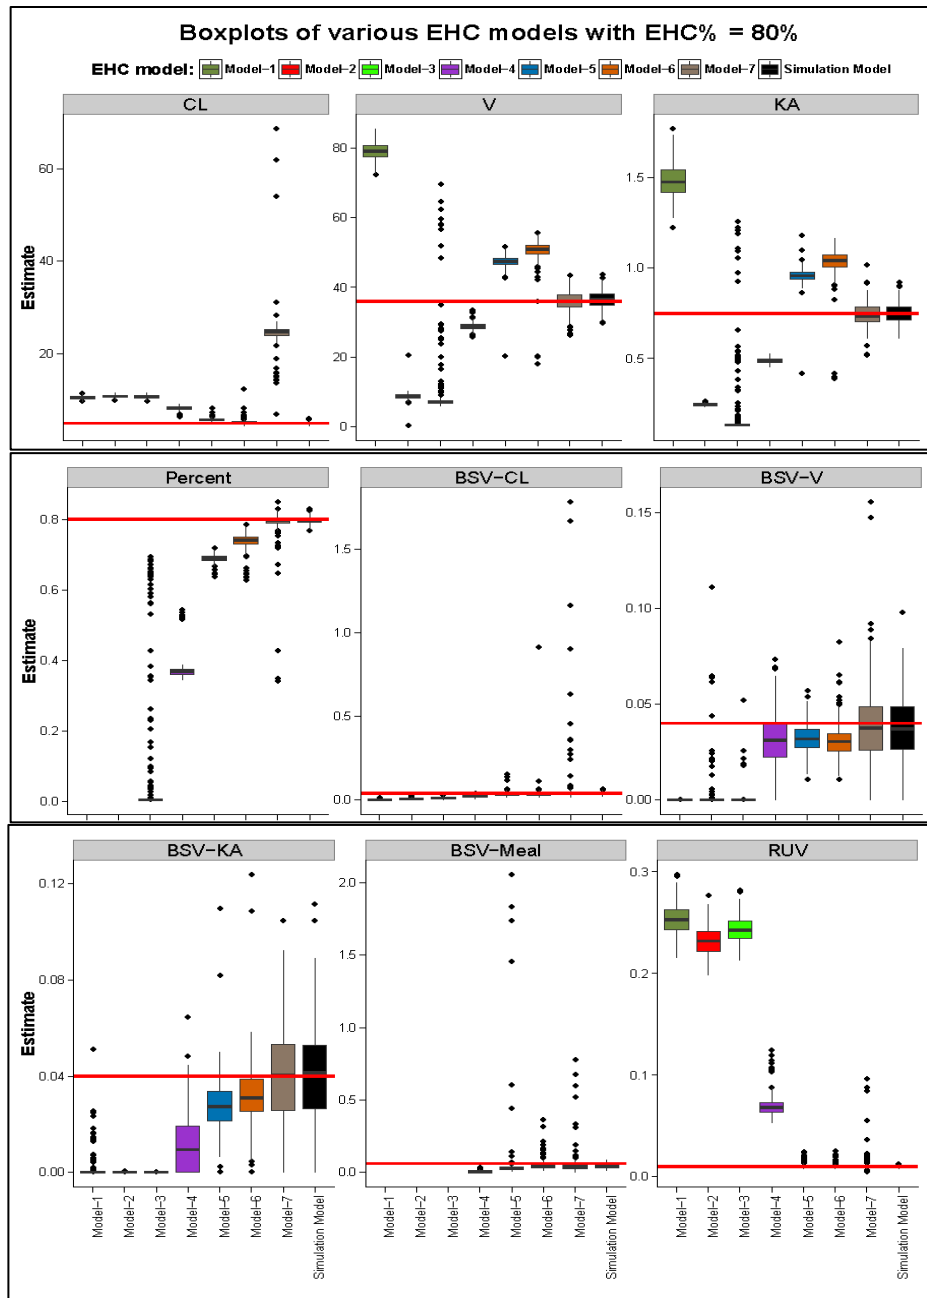 Boxplots of various EHC models with EHC% = 80%
EHC model: Model−1 Model−2 Model−3 Model−4 Model−5 Model−6 Model−7 Simulation Model
CL V KA
Estimate
60
40
20
80
60
40
20
0
1.5
1.0
0.5
Percent BSV−CL BSV−V
Estimate
0.8
0.6
0.4
0.2
0.0
1.5
1.0
0.5
0.0
0.15
0.10
0.05
0.00
BSV−KA BSV−Meal RUV
Estimate
0.12
0.08
0.04
0.00
2.0
1.5
1.0
0.5
0.0
0.3
0.2
0.1
0.0
Model−1
Model−2
Model−3
Model−4
Model−5
Model−6
Model−7
Simulation Model
Model−1
Model−2
Model−3
Model−4
Model−5
Model−6
Model−7
Simulation Model
Model−1
Model−2
Model−3
Model−4
Model−5
Model−6
Model−7
Simulation Model